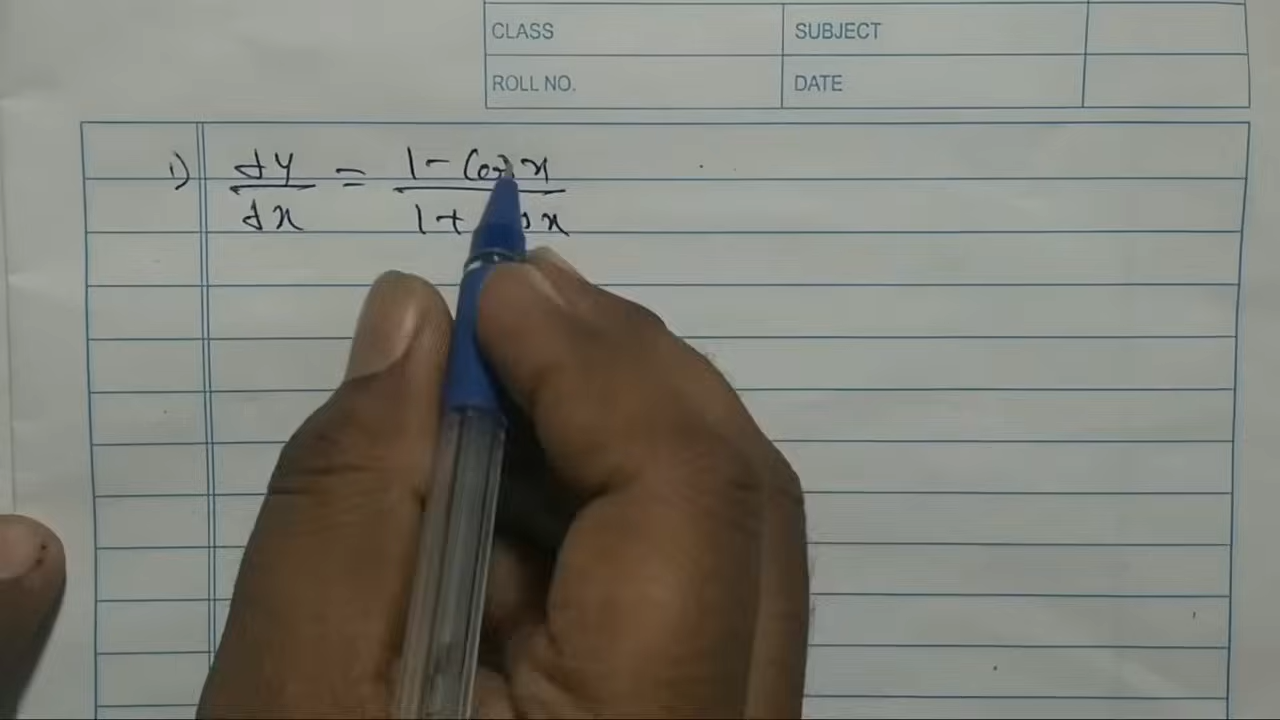 CLASS SUBJECT
ROLL NO. DATE
1) dy/dx = 1 - Cos x / 1 + x